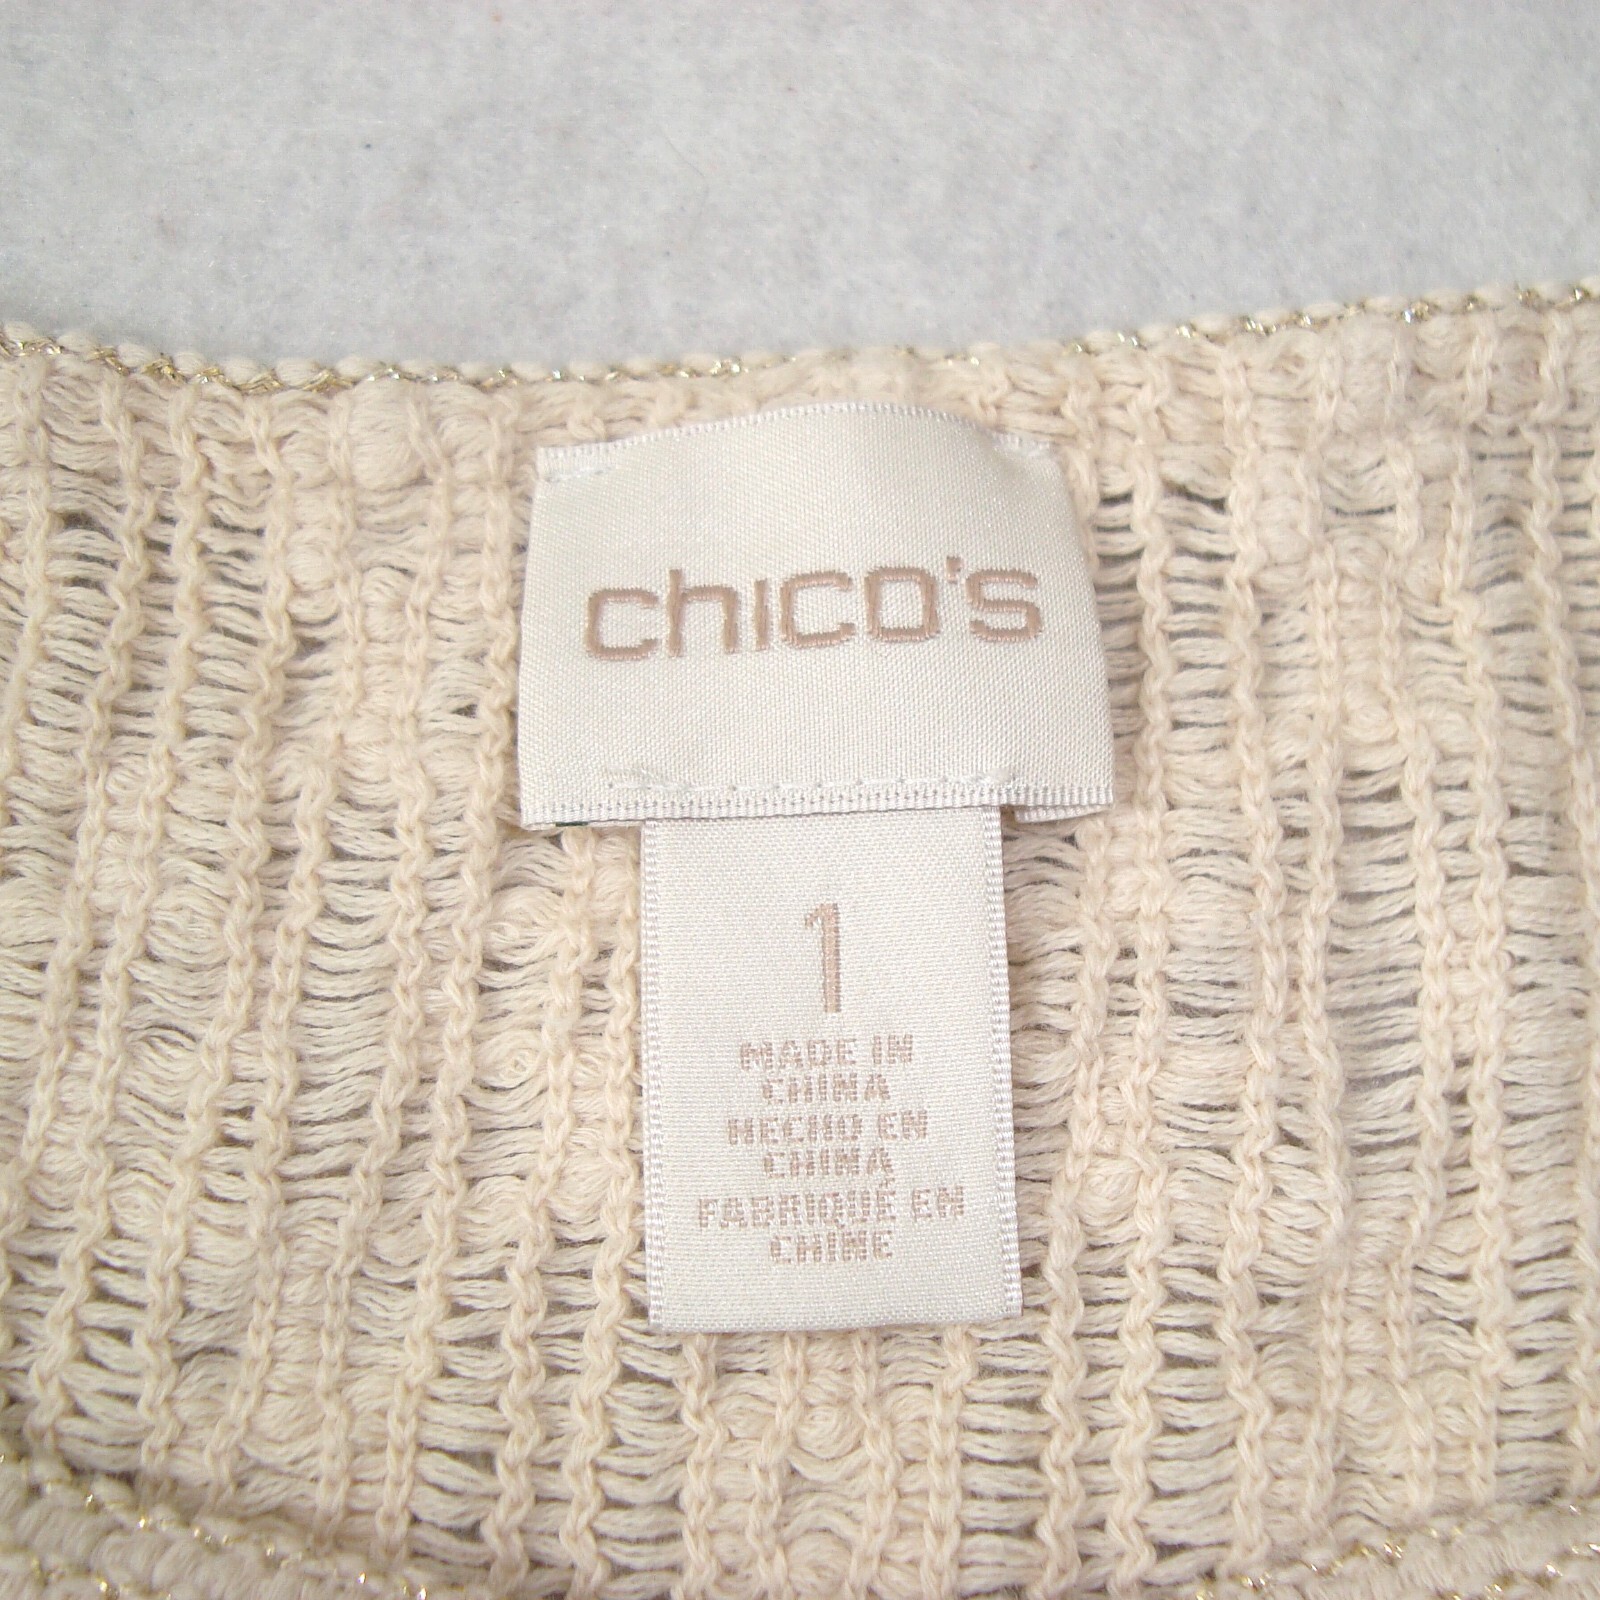 chico's
1
MADE IN
CHINA
HECHO EN
CHINA
FABRIQUÉ EN
CHINE